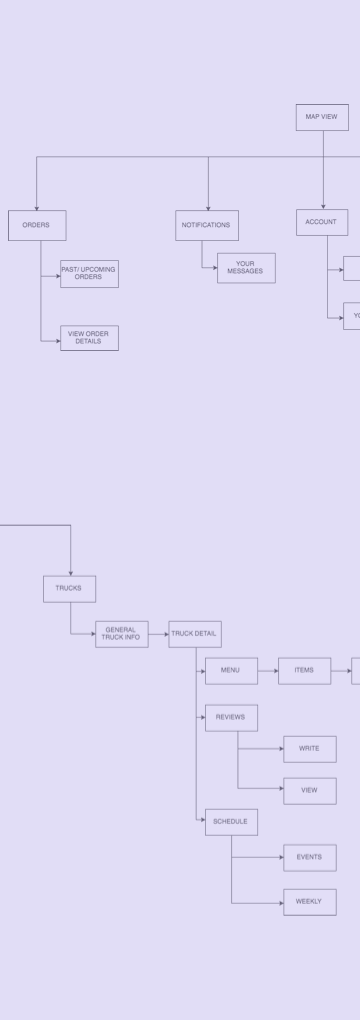 MAP VIEW
ORDERS
NOTIFICATIONS
ACCOUNT
PAST/ UPCOMING
ORDERS
YOUR
MESSAGES
VIEW ORDER
DETAILS
TRUCKS
GENERAL
TRUCK INFO
TRUCK DETAIL
MENU
ITEMS
REVIEWS
WRITE
VIEW
SCHEDULE
EVENTS
WEEKLY